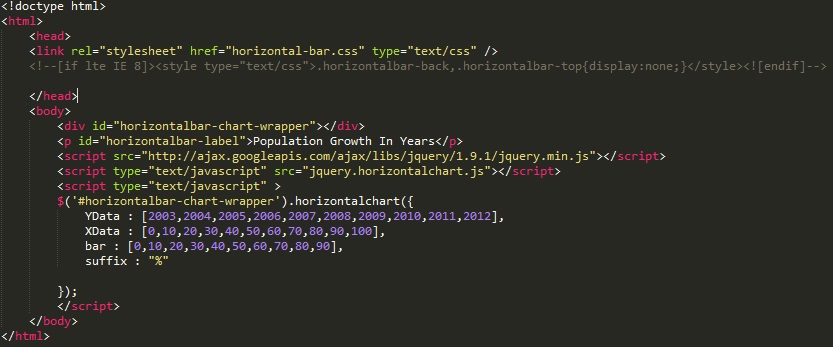 <!doctype html>
<html>
<head>
<link rel="stylesheet" href="horizontal-bar.css" type="text/css" />
<!--[if lte IE 8]><style type="text/css">.horizontalbar-back,.horizontalbar-top{display:none;}</style><![endif]-->
</head>
<body>
<div id="horizontalbar-chart-wrapper"></div>
<p id="horizontalbar-label">Population Growth In Years</p>
<script src="http://ajax.googleapis.com/ajax/libs/jquery/1.9.1/jquery.min.js"></script>
<script type="text/javascript" src="jquery.horizontalchart.js"></script>
<script type="text/javascript" >
$('#horizontalbar-chart-wrapper').horizontalchart({
YData : [2003,2004,2005,2006,2007,2008,2009,2010,2011,2012],
XData : [0,10,20,30,40,50,60,70,80,90,100],
bar : [0,10,20,30,40,50,60,70,80,90],
suffix : "%"
});
</script>
</body>
</html>